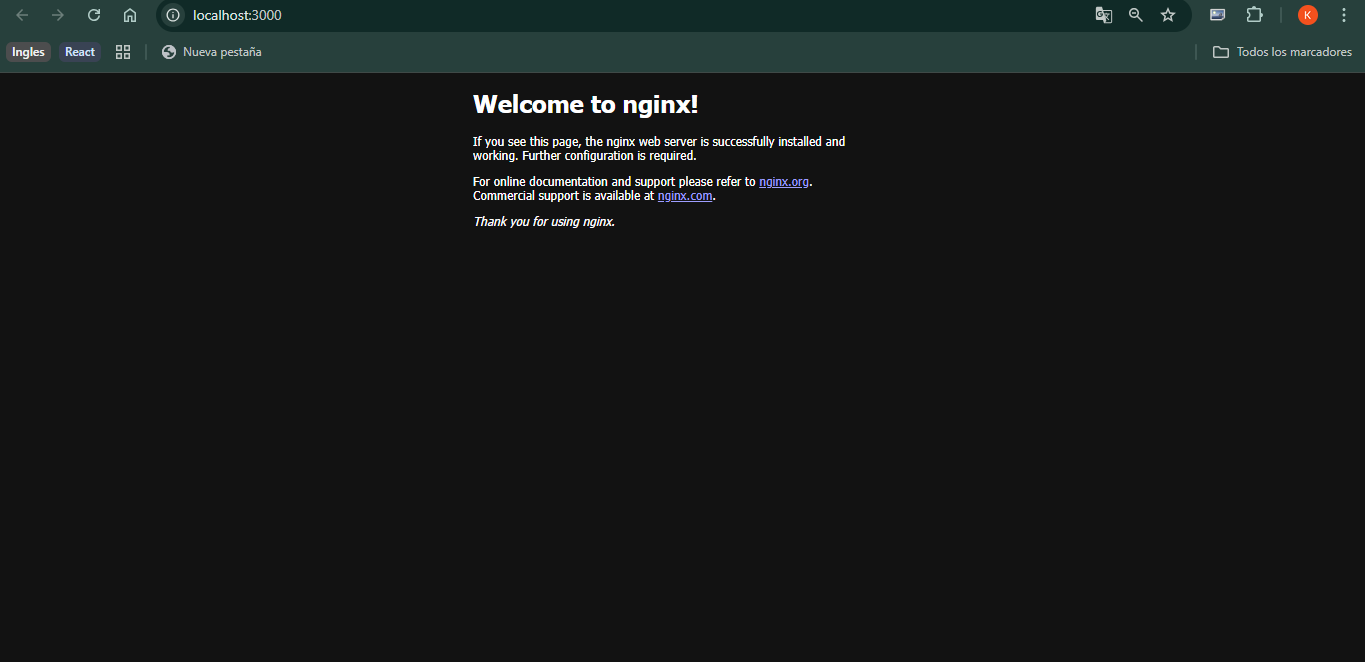 localhost:3000
Ingles React Nueva pestaña Todos los marcadores
Welcome to nginx!
If you see this page, the nginx web server is successfully installed and
working. Further configuration is required.
For online documentation and support please refer to nginx.org.
Commercial support is available at nginx.com.
Thank you for using nginx.
K